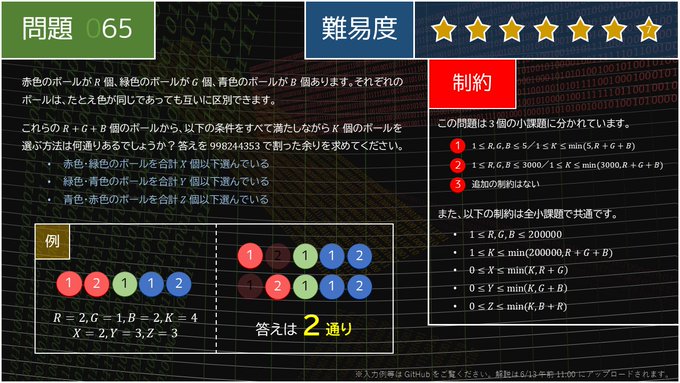 問題 065
難易度
7
赤色のボールが R 個、緑色のボールが G 個、青色のボールが B 個あります。それぞれの
ボールは、たとえ色が同じであっても互いに区別できます。
これらの R + G + B 個のボールから、以下の条件をすべて満たしながら K 個のボールを
選ぶ方法は何通りあるでしょうか？ 答えを 998244353 で割った余りを求めてください。
• 赤色・緑色のボールを合計 X 個以下選んでいる
• 緑色・青色のボールを合計 Y 個以下選んでいる
• 青色・赤色のボールを合計 Z 個以下選んでいる
例
1 2 1 1 2
R = 2, G = 1, B = 2, K = 4
X = 2, Y = 3, Z = 3
1 2 1 1 2
1 2 1 1 2
答えは 2 通り
制約
この問題は 3 個の小課題に分かれています。
1 1 ≤ R, G, B ≤ 5／1 ≤ K ≤ min(5, R + G + B)
2 1 ≤ R, G, B ≤ 3000／1 ≤ K ≤ min(3000, R + G + B)
3 追加の制約はない
また、以下の制約は全小課題で共通です。
• 1 ≤ R, G, B ≤ 200000
• 1 ≤ K ≤ min(200000, R + G + B)
• 0 ≤ X ≤ min(K, R + G)
• 0 ≤ Y ≤ min(K, G + B)
• 0 ≤ Z ≤ min(K, B + R)
※入力例等は GitHub をご覧ください。解説は 6/13 午前 11:00 にアップロードされます。